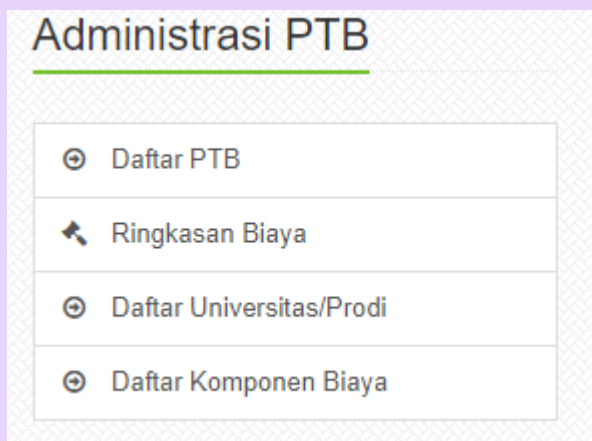 Administrasi PTB
Daftar PTB
Ringkasan Biaya
Daftar Universitas/Prodi
Daftar Komponen Biaya